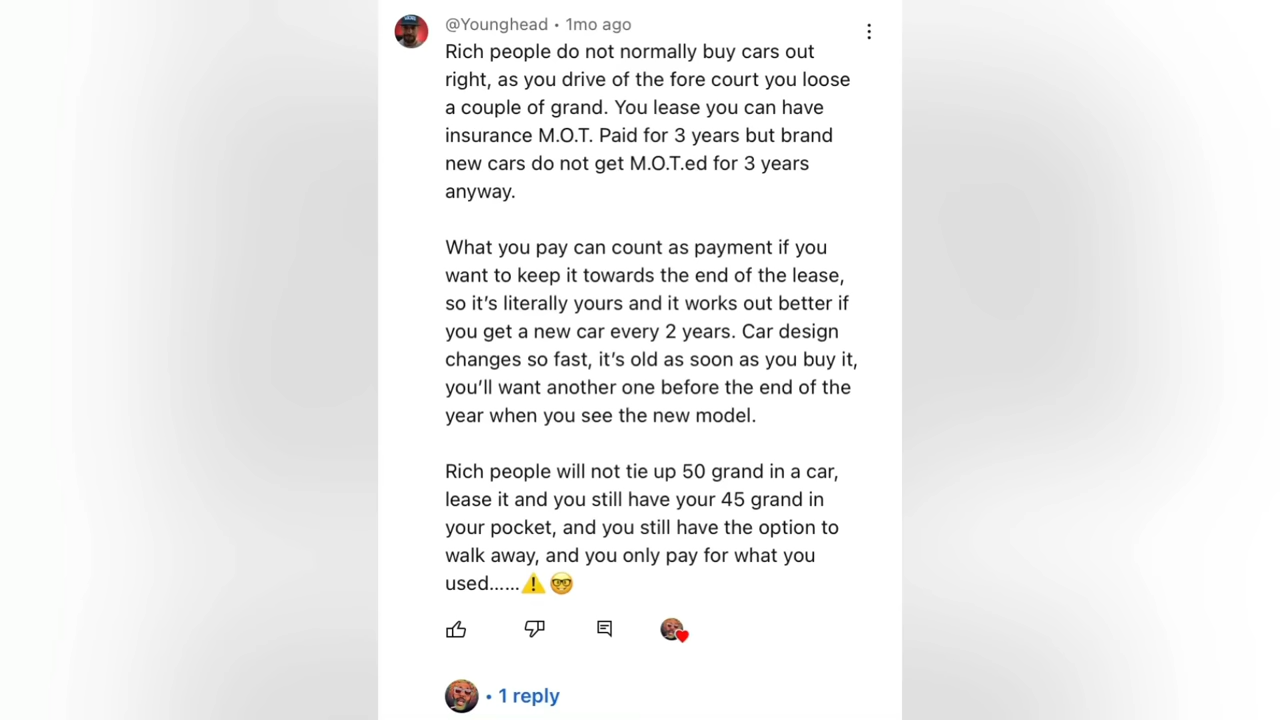 @Younghead • 1mo ago
Rich people do not normally buy cars out
right, as you drive of the fore court you loose
a couple of grand. You lease you can have
insurance M.O.T. Paid for 3 years but brand
new cars do not get M.O.T.ed for 3 years
anyway.
What you pay can count as payment if you
want to keep it towards the end of the lease,
so it’s literally yours and it works out better if
you get a new car every 2 years. Car design
changes so fast, it’s old as soon as you buy it,
you’ll want another one before the end of the
year when you see the new model.
Rich people will not tie up 50 grand in a car,
lease it and you still have your 45 grand in
your pocket, and you still have the option to
walk away, and you only pay for what you
used......⚠️🤓
• 1 reply